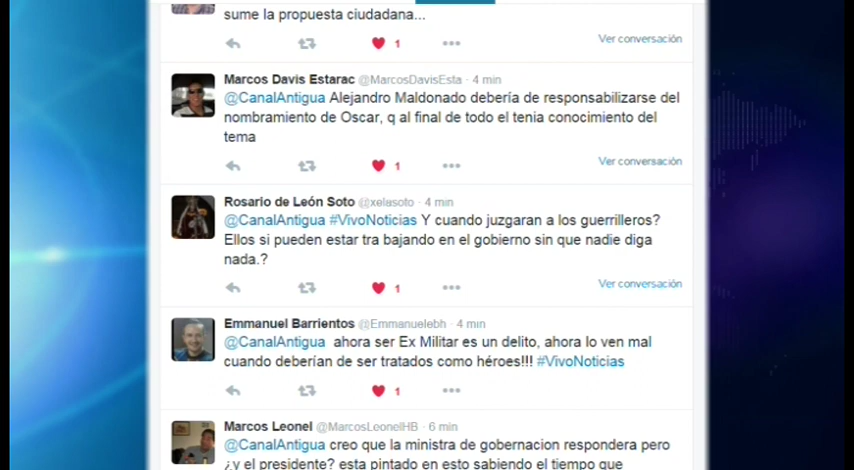 sume la propuesta ciudadana...
1
Ver conversación
Marcos Davis Estarac @MarcosDavisEsta · 4 min
@CanalAntigua Alejandro Maldonado debería de responsabilizarse del
nombramiento de Oscar, q al final de todo el tenia conocimiento del
tema
1
Ver conversación
Rosario de León Soto @xelasoto · 4 min
@CanalAntigua #VivoNoticias Y cuando juzgaran a los guerrilleros?
Ellos si pueden estar tra bajando en el gobierno sin que nadie diga
nada.?
1
Ver conversación
Emmanuel Barrientos @Emmanuelebh · 4 min
@CanalAntigua ahora ser Ex Militar es un delito, ahora lo ven mal
cuando deberían de ser tratados como héroes!!! #VivoNoticias
1
Marcos Leonel @MarcosLeonelHB · 6 min
@CanalAntigua creo que la ministra de gobernacion respondera pero
¿y el presidente? esta pintado en esto sabiendo el tiempo que